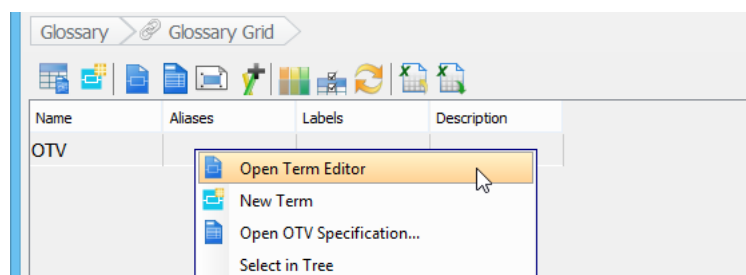 Glossary Glossary Grid
Name Aliases Labels Description
OTV
Open Term Editor
New Term
Open OTV Specification...
Select in Tree